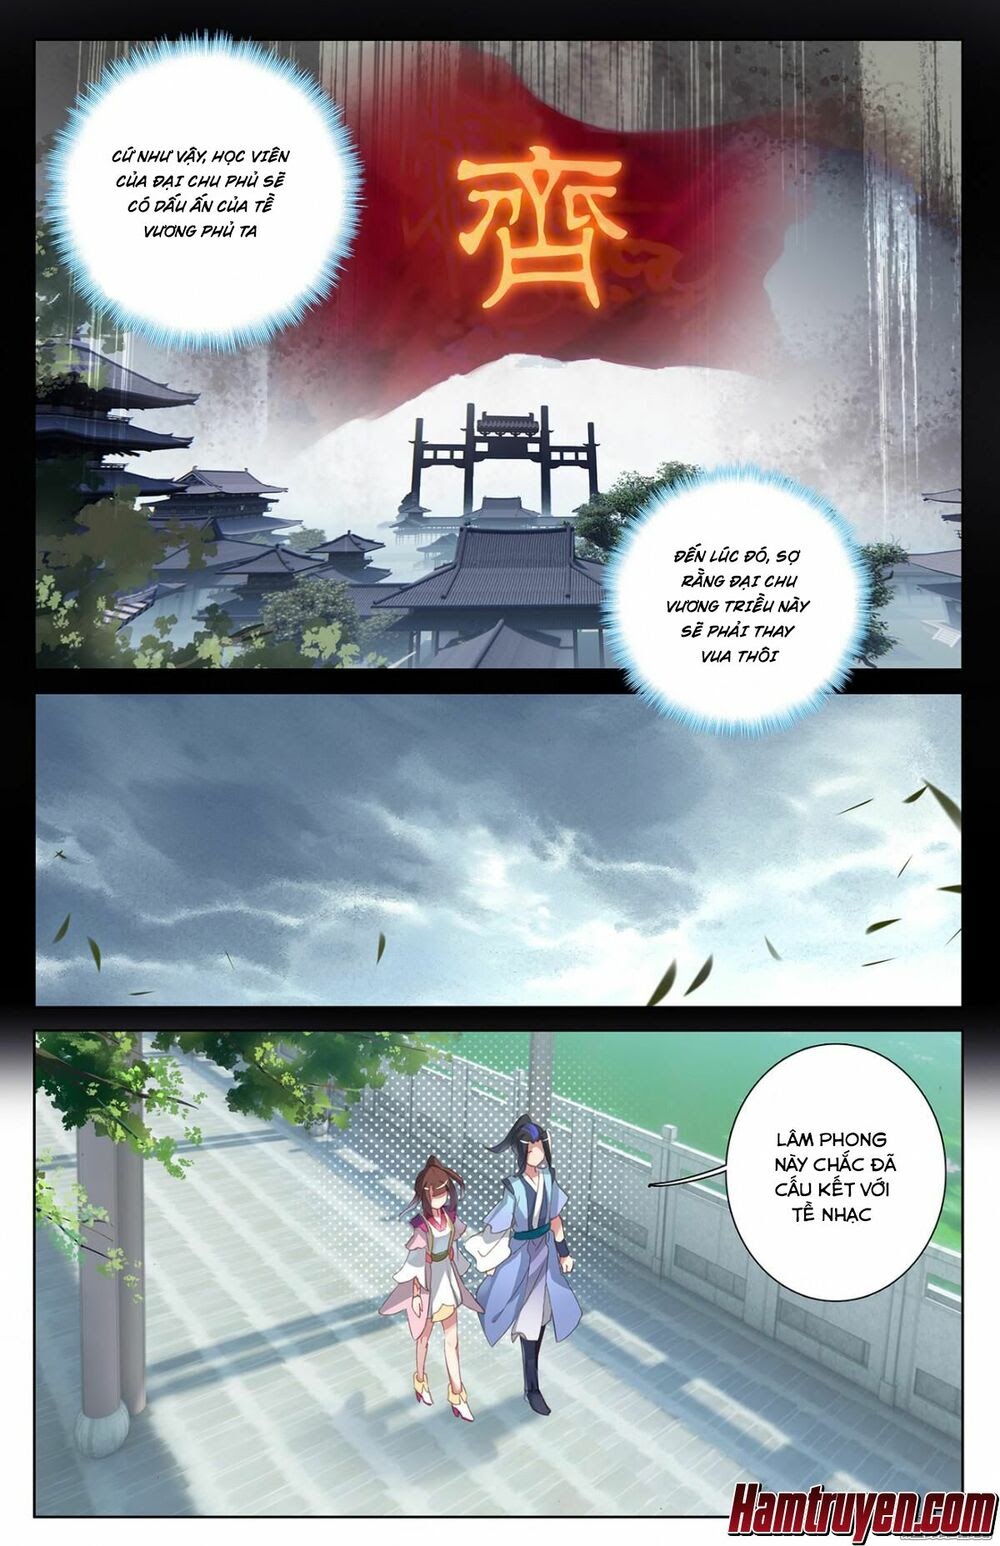 CỨ NHƯ VẬY, HỌC VIÊN
CỦA ĐẠI CHU PHỦ SẼ
CÓ DẤU ẤN CỦA TỀ
VƯƠNG PHỦ TA
齊
ĐẾN LÚC ĐÓ, SỢ
RẰNG ĐẠI CHU
VƯƠNG TRIỀU NÀY
SẼ PHẢI THAY
VUA THÔI
LÂM PHONG
NÀY CHẮC ĐÃ
CẤU KẾT VỚI
TỀ NHẠC
Hamtruyen.com